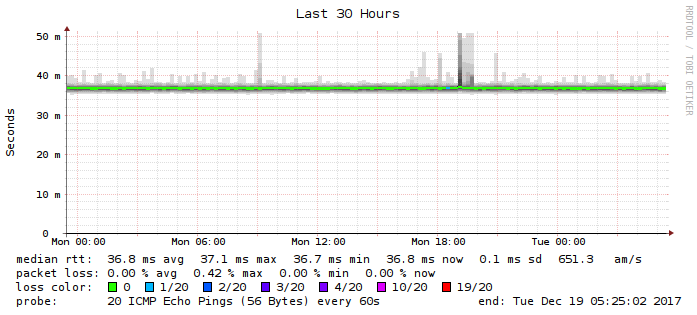 Last 30 Hours
RRDTOOL / TOBI OETIKER
Seconds
50 m
40 m
30 m
20 m
10 m
0
Mon 00:00 Mon 06:00 Mon 12:00 Mon 18:00 Tue 00:00
median rtt: 36.8 ms avg 37.1 ms max 36.7 ms min 36.8 ms now 0.1 ms sd 651.3 am/s
packet loss: 0.00 % avg 0.42 % max 0.00 % min 0.00 % now
loss color: 0 1/20 2/20 3/20 4/20 10/20 19/20
probe: 20 ICMP Echo Pings (56 Bytes) every 60s end: Tue Dec 19 05:25:02 2017